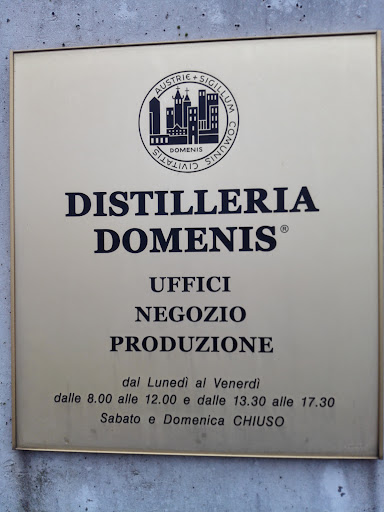 AUSTRIE + SIGILLUM COMUNIS CIVITATIS
DOMENIS
DISTILLERIA
DOMENIS®
UFFICI
NEGOZIO
PRODUZIONE
dal Lunedì al Venerdì
dalle 8.00 alle 12.00 e dalle 13.30 alle 17.30
Sabato e Domenica CHIUSO